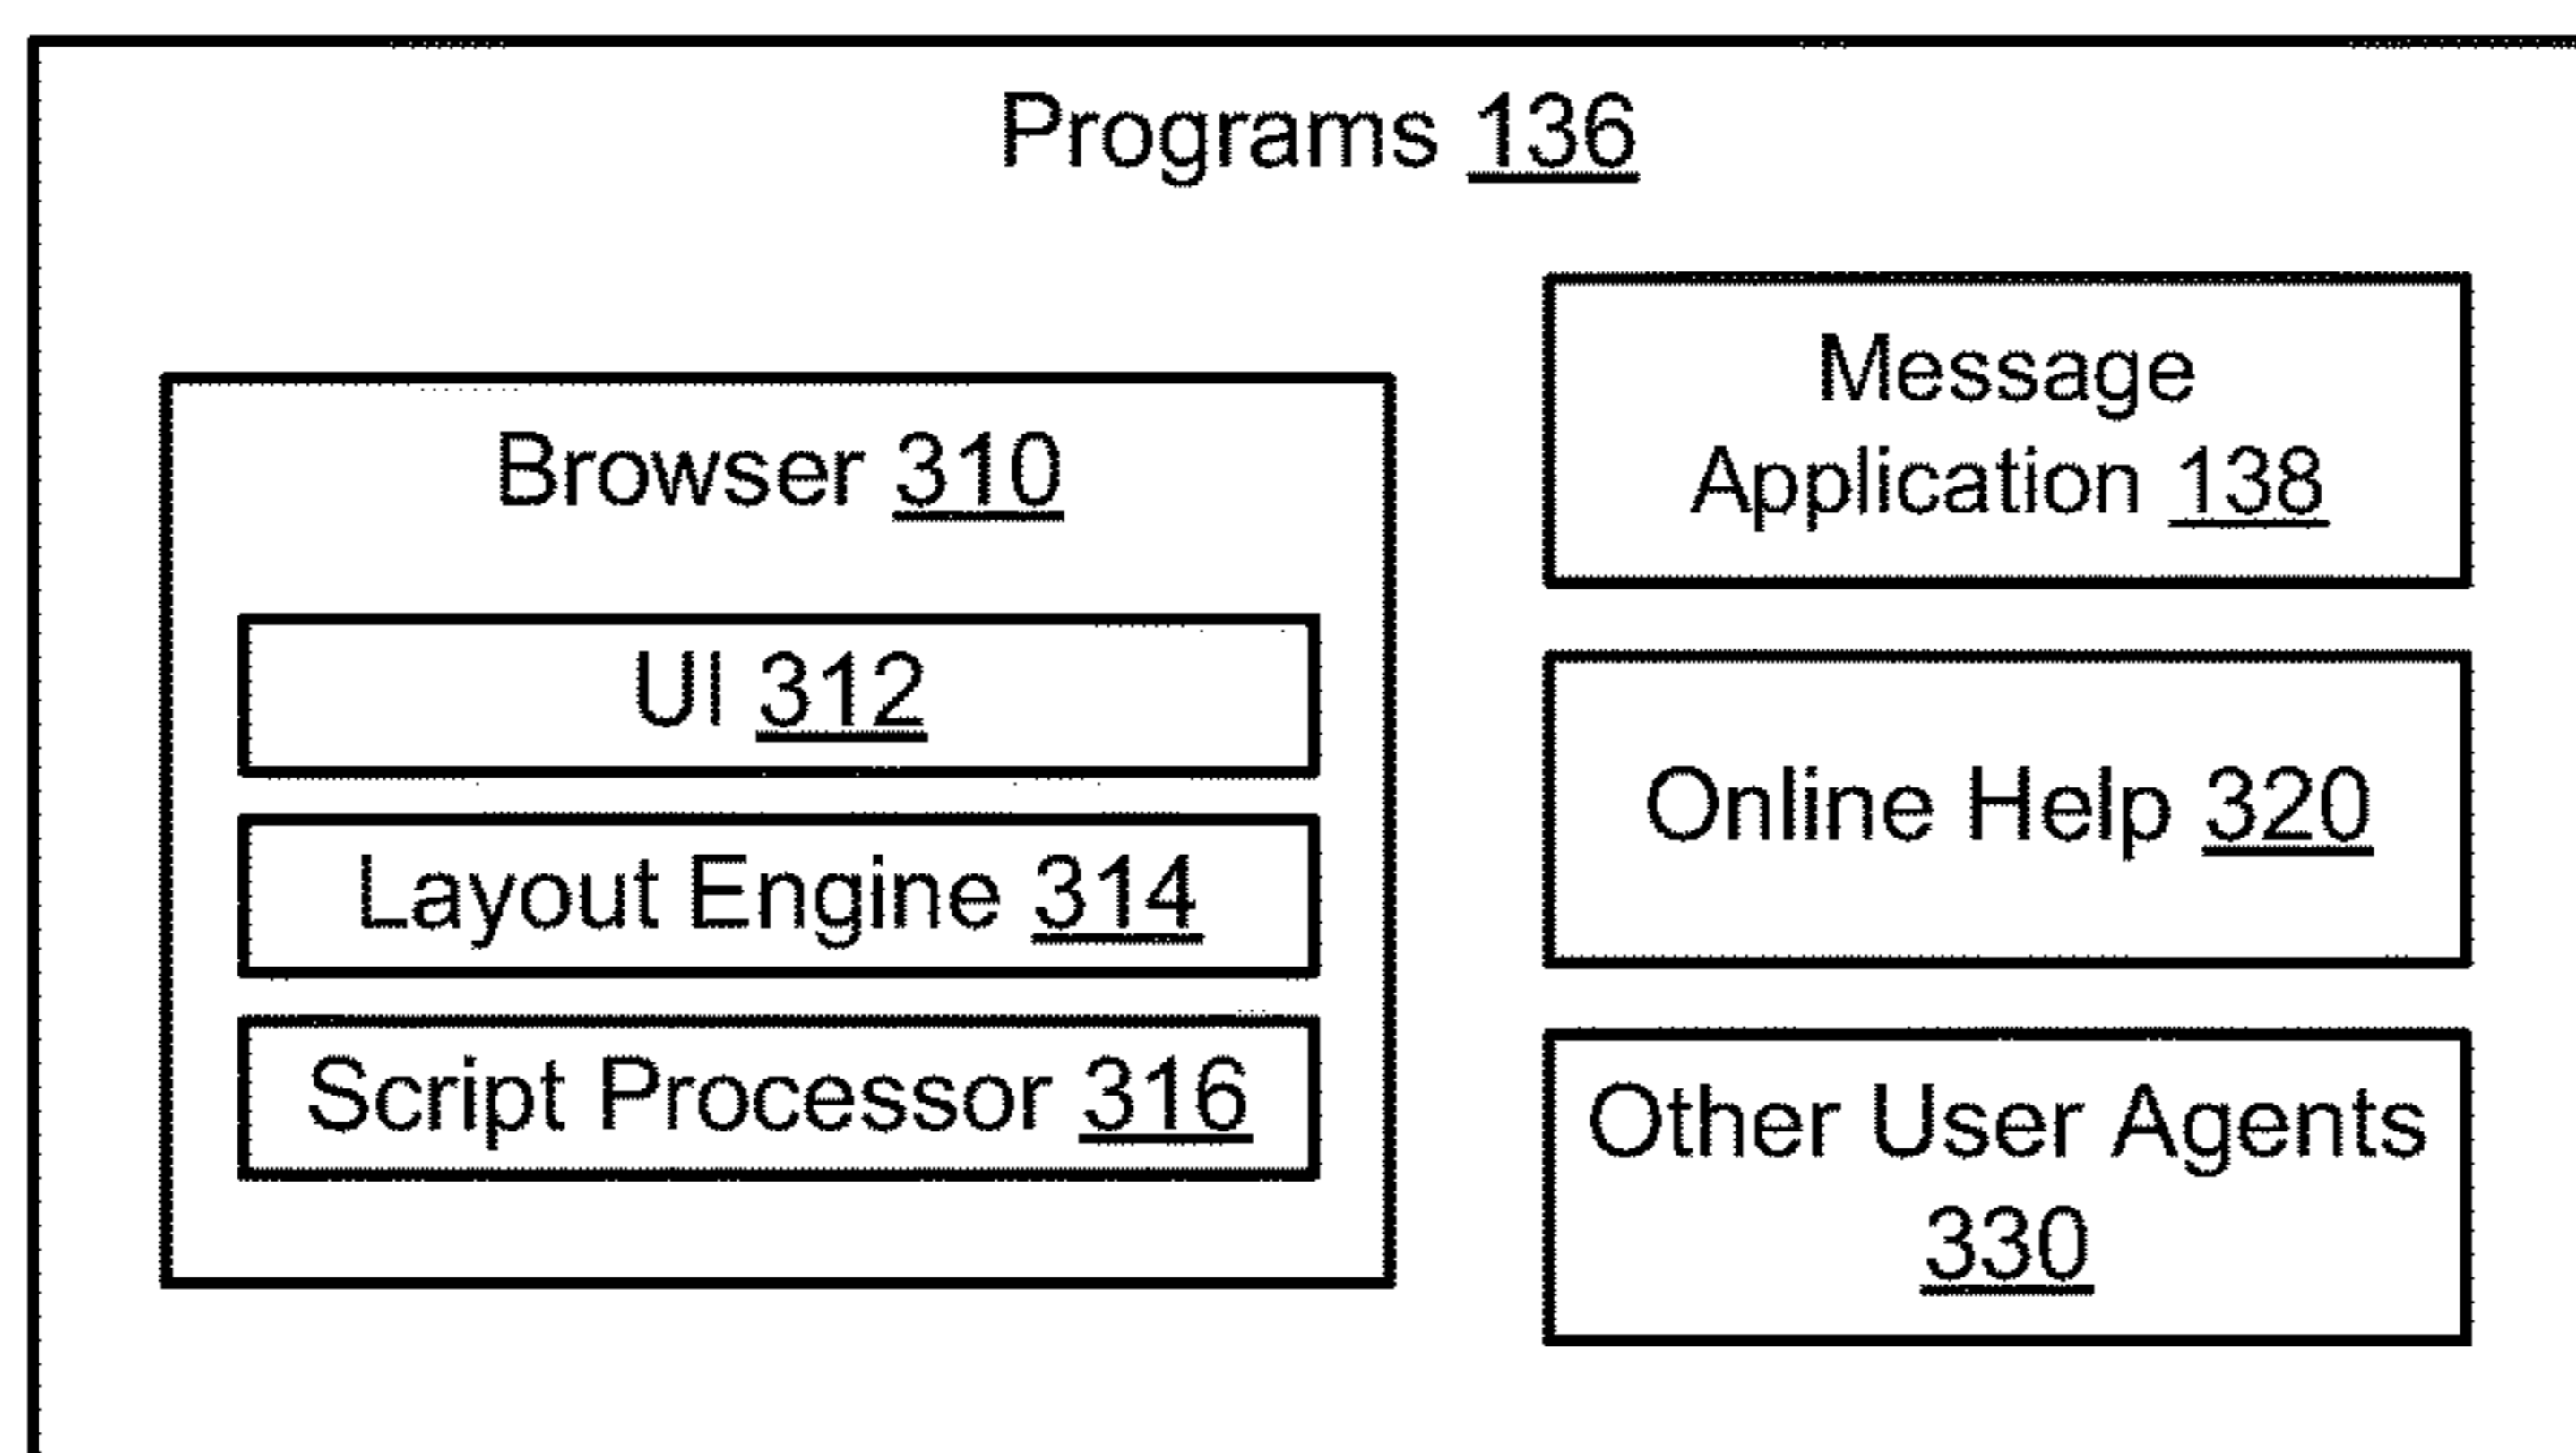 Programs 136
Browser 310
UI 312
Layout Engine 314
Script Processor 316
Message
Application 138
Online Help 320
Other User Agents
330